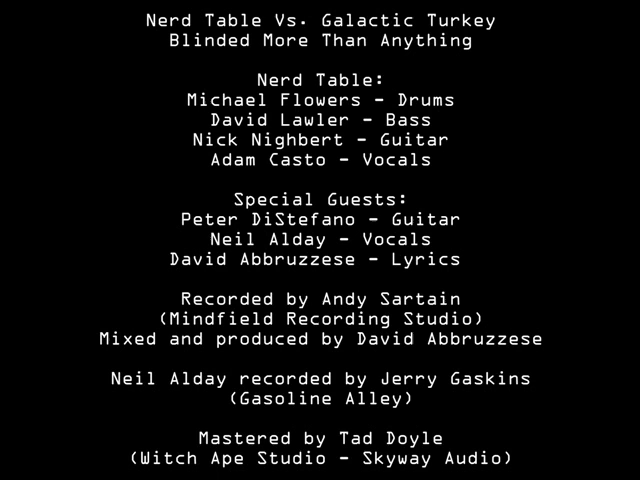 Nerd Table Vs. Galactic Turkey
Blinded More Than Anything
Nerd Table:
Michael Flowers - Drums
David Lawler - Bass
Nick Nighbert - Guitar
Adam Casto - Vocals
Special Guests:
Peter DiStefano - Guitar
Neil Alday - Vocals
David Abbruzzese - Lyrics
Recorded by Andy Sartain
(Mindfield Recording Studio)
Mixed and produced by David Abbruzzese
Neil Alday recorded by Jerry Gaskins
(Gasoline Alley)
Mastered by Tad Doyle
(Witch Ape Studio - Skyway Audio)